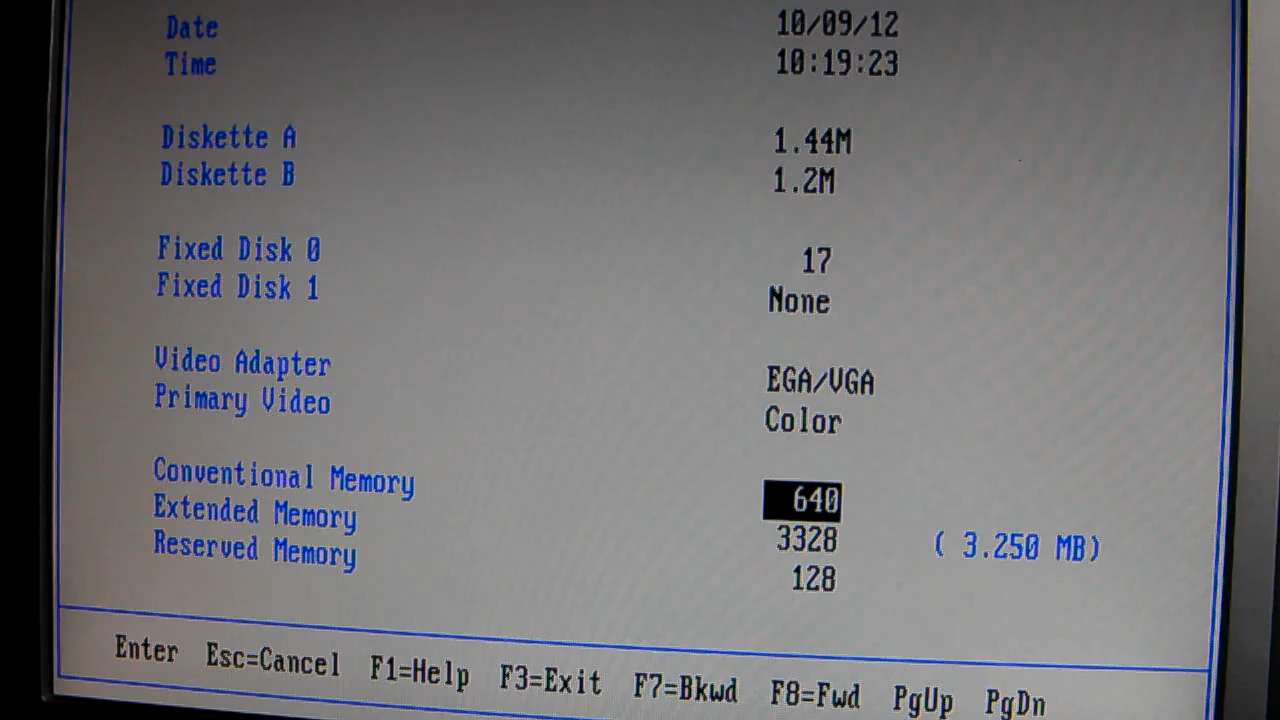 Date 10/09/12
Time 10:19:23
Diskette A 1.44M
Diskette B 1.2M
Fixed Disk 0 17
Fixed Disk 1 None
Video Adapter EGA/VGA
Primary Video Color
Conventional Memory 640
Extended Memory 3328 ( 3.250 MB)
Reserved Memory 128
Enter Esc=Cancel F1=Help F3=Exit F7=Bkwd F8=Fwd PgUp PgDn